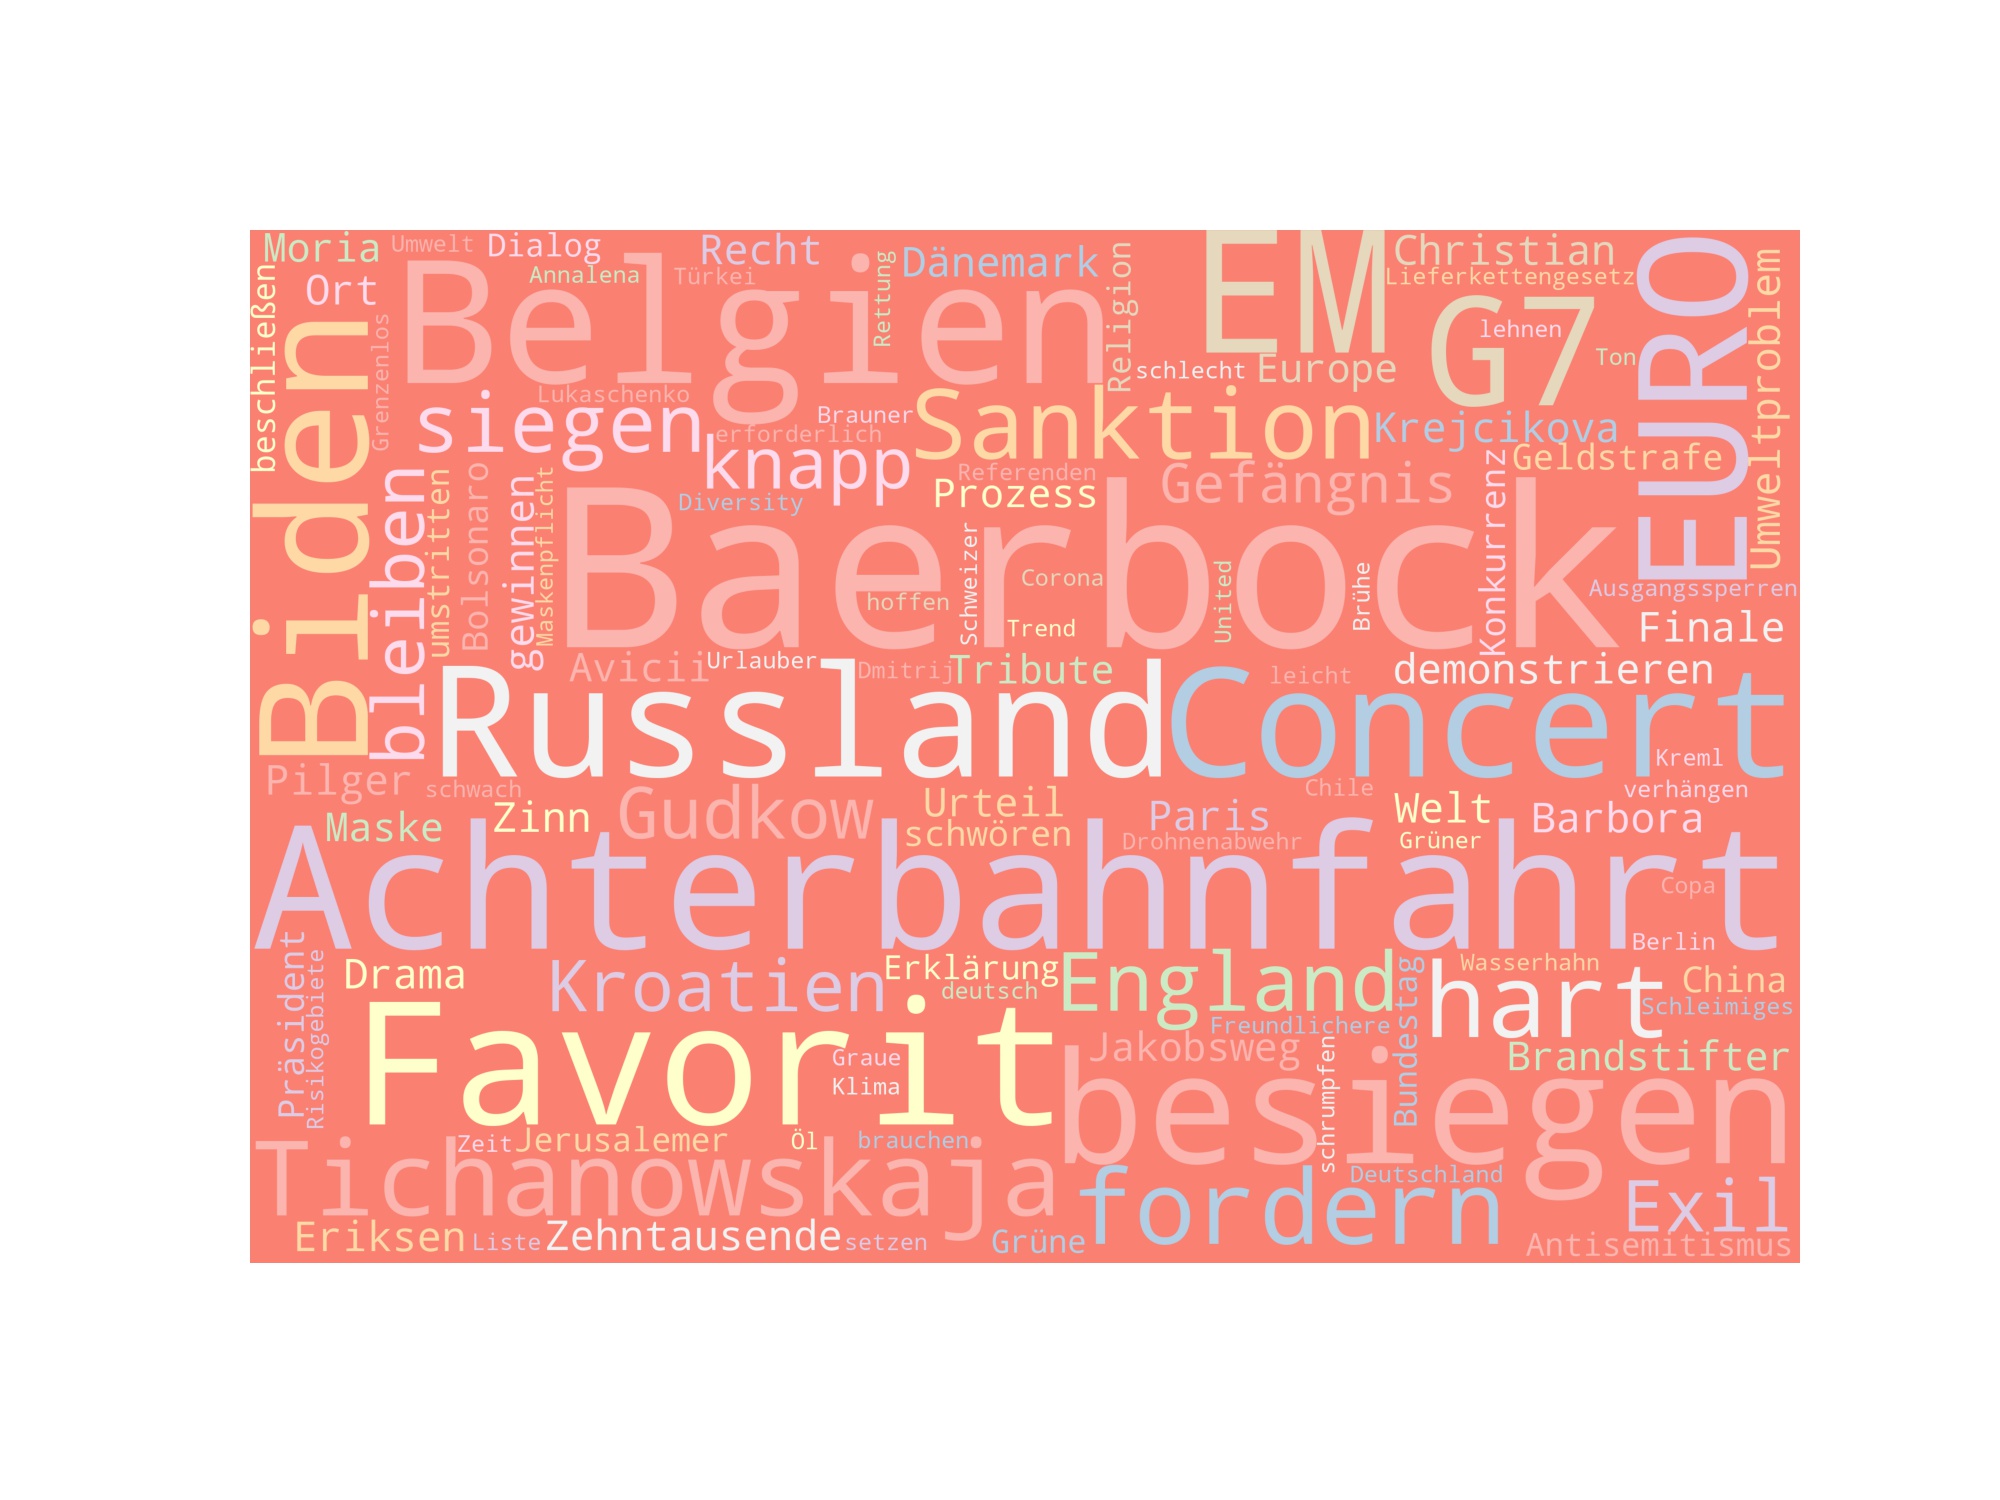 Moria
Umwelt
Dialog
Recht
Dänemark
EM
Christian
EURO
Ort
Annalena
Türkei
Rettung
Religion
Lieferkettengesetz
Umweltproblem
beschließen
Biden
Grenzenlos
Belgien
G7
lehnen
Ton
schlecht
Europe
Lukaschenko
siegen
Brauner
Sanktion
Krejcikova
erforderlich
knapp
Referenden
Geldstrafe
Prozess
Gefängnis
Diversity
bleiben
umstritten
Bolsonaro
gewinnen
Maskenpflicht
Baerbock
Konkurrenz
Schweizer
Corona
hoffen
United
Brühe
Ausgangssperren
Trend
Finale
Avicii
Urlauber
Dmitrij
Tribute
leicht
demonstrieren
Russland
Concert
Kreml
Pilger
schwach
Chile
verhängen
Maske
Zinn
Gudkow
Urteil
schwören
Paris
Drohnenabwehr
Welt
Grüner
Barbora
Achterbahnfahrt
Copa
Berlin
Präsident
Risikogebiete
Drama
Kroatien
Erklärung
deutsch
England
Bundestag
hart
Wasserhahn
China
Schleimiges
Favorit
Freundlichere
Graue
Klima
Jakobsweg
schrumpfen
Brandstifter
besiegen
Zeit
Jerusalemer
Öl
brauchen
Tichanowskaja
Deutschland
fordern
Exil
Eriksen
Liste
Zehntausende
setzen
Grüne
Antisemitismus